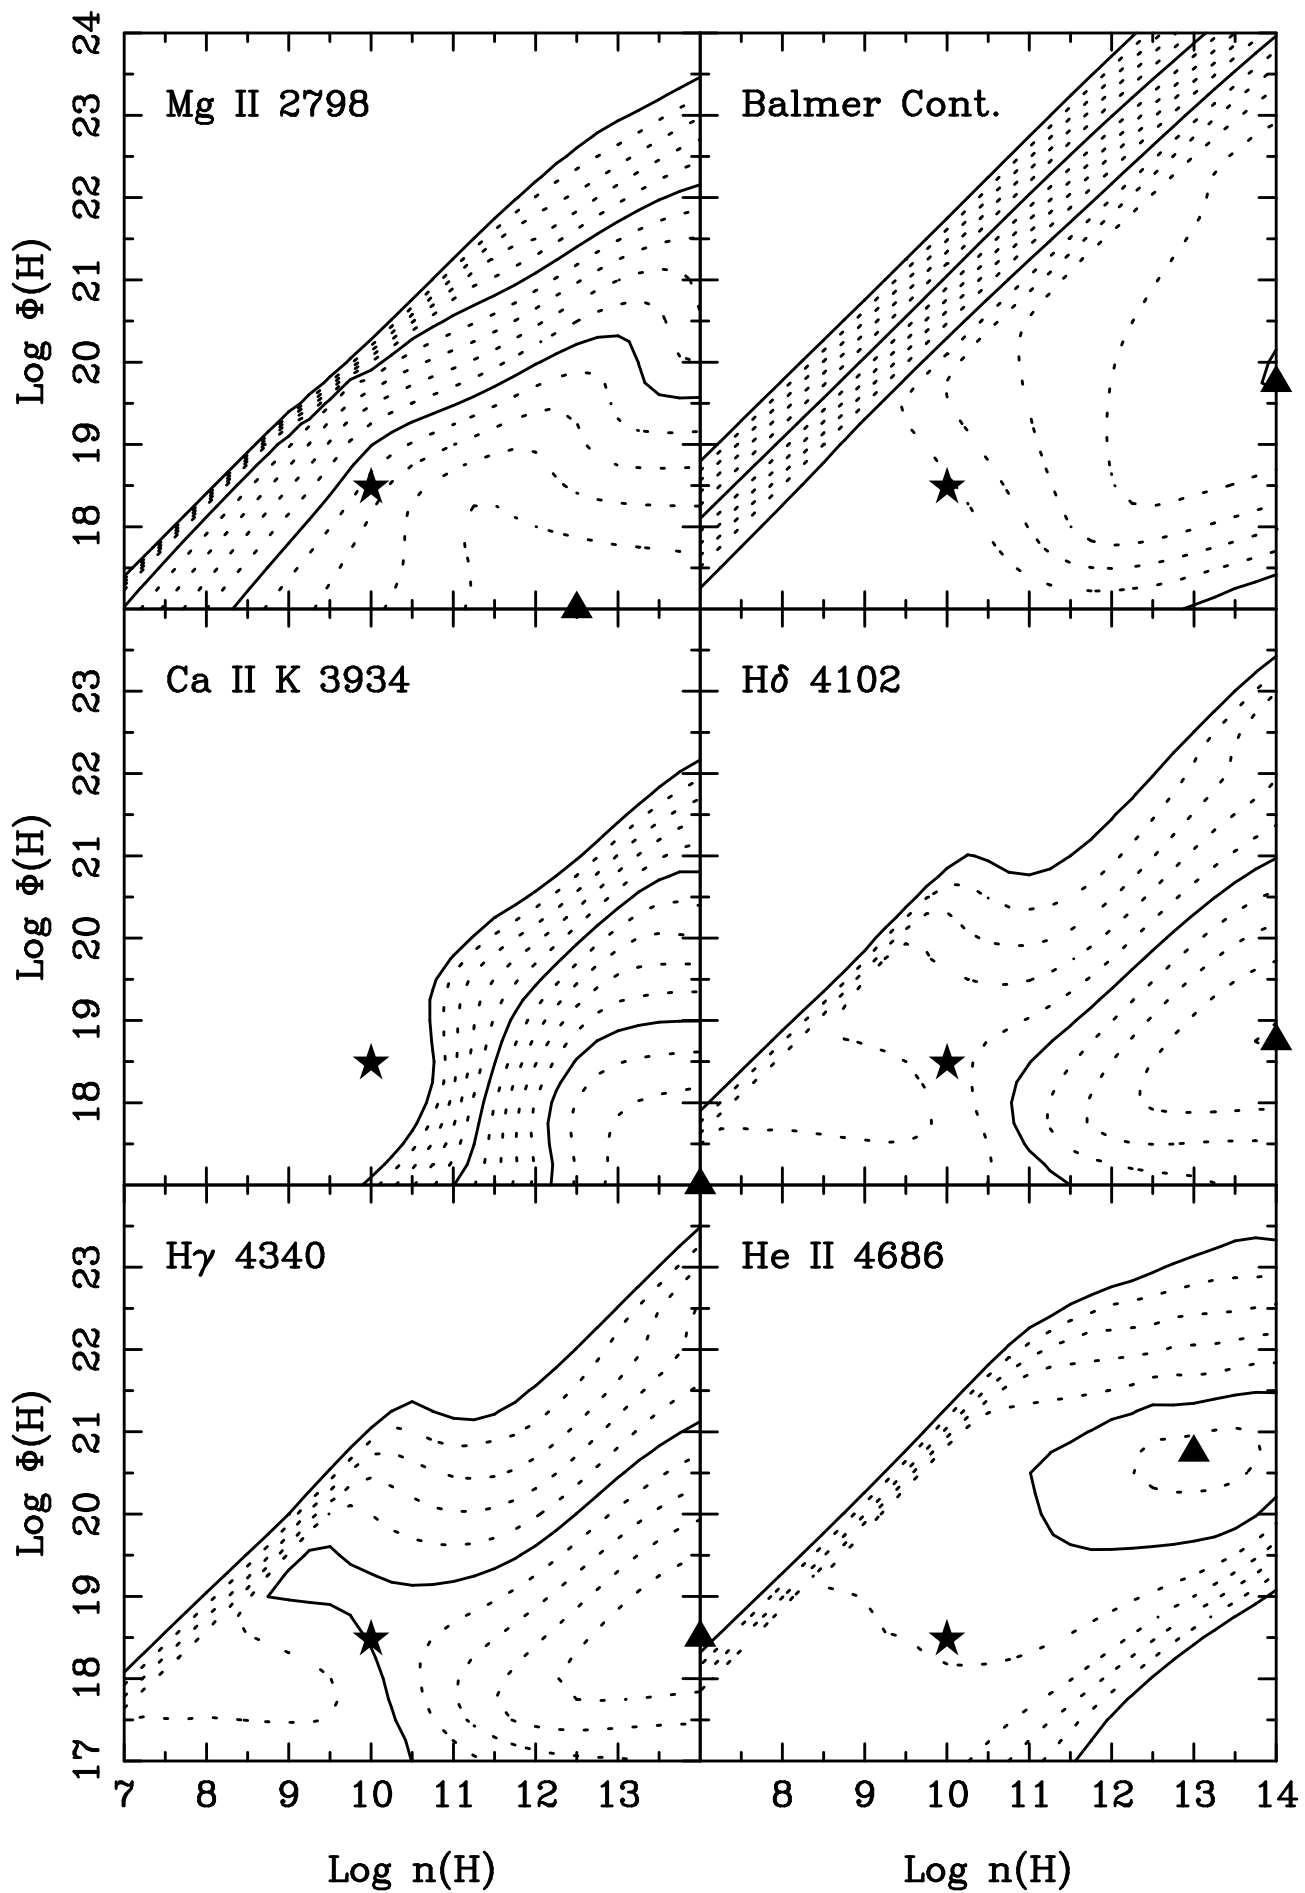 Mg II 2798
Balmer Cont.
24
23
22
21
20
19
18
Log Φ(H)
Ca II K 3934
Hδ 4102
23
22
21
20
19
18
Log Φ(H)
Hγ 4340
He II 4686
23
22
21
20
19
18
17
Log Φ(H)
7 8 9 10 11 12 13 8 9 10 11 12 13 14
Log n(H) Log n(H)